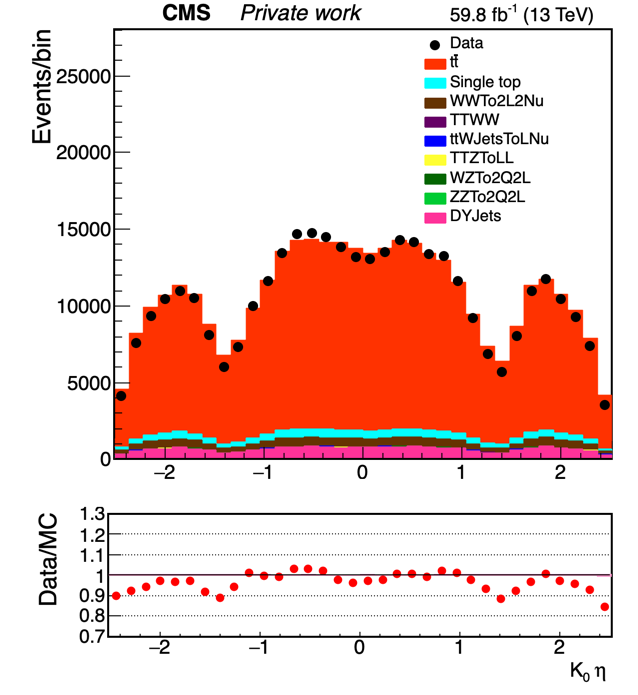 CMS Private work 59.8 fb⁻¹ (13 TeV)
Events/bin
25000
20000
15000
10000
5000
0
Data
tt̄
Single top
WWTo2L2Nu
TTWW
ttWJetsToLNu
TTZToLL
WZTo2Q2L
ZZTo2Q2L
DYJets
−2 −1 0 1 2
Data/MC
1.3
1.2
1.1
1
0.9
0.8
0.7
−2 −1 0 1 2
K₀ η